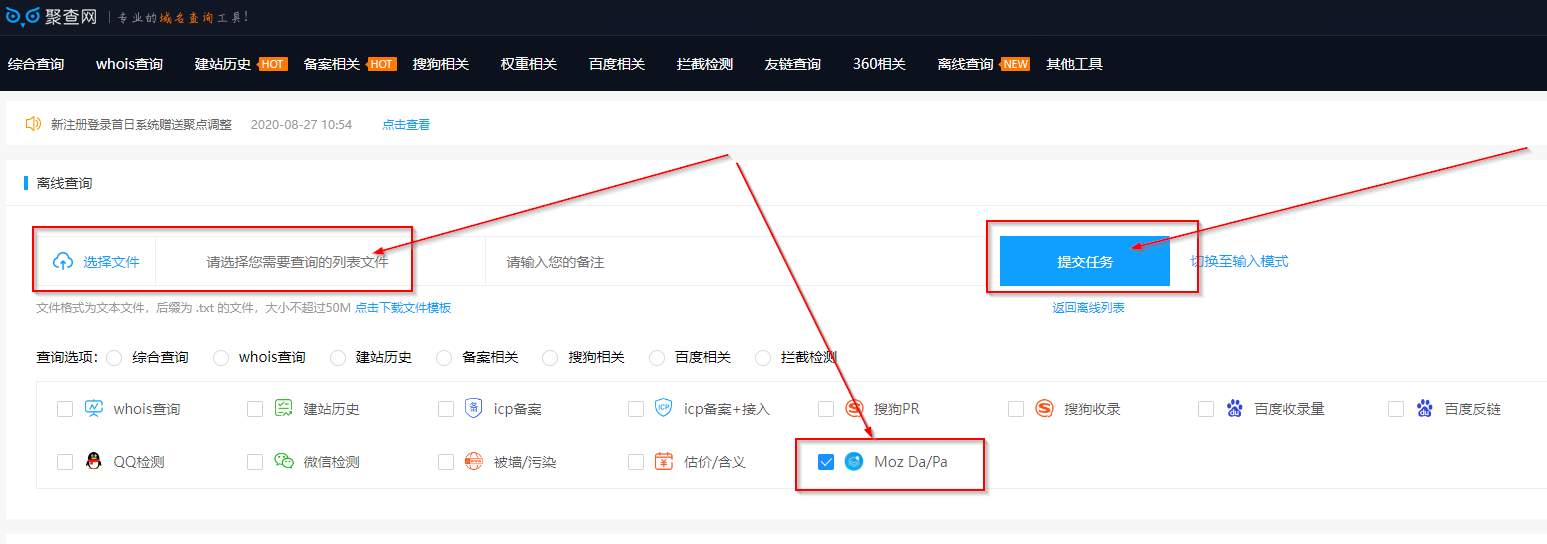 聚查网 | 专业的域名查询工具!
综合查询 whois查询 建站历史 HOT 备案相关 HOT 搜狗相关 权重相关 百度相关 拦截检测 友链查询 360相关 离线查询 NEW 其他工具
新注册登录首日系统赠送聚点调整 2020-08-27 10:54 点击查看
离线查询
选择文件 请选择您需要查询的列表文件 请输入您的备注 提交任务 切换至输入模式
文件格式为文本文件，后缀为 .txt 的文件，大小不超过50M 点击下载文件模板 返回离线列表
查询选项: 综合查询 whois查询 建站历史 备案相关 搜狗相关 百度相关 拦截检测
whois查询 建站历史 备 icp备案 ICP icp备案+接入 搜狗PR 搜狗收录 du 百度收录量 du 百度反链
QQ检测 微信检测 被墙/污染 估价/含义 Moz Da/Pa